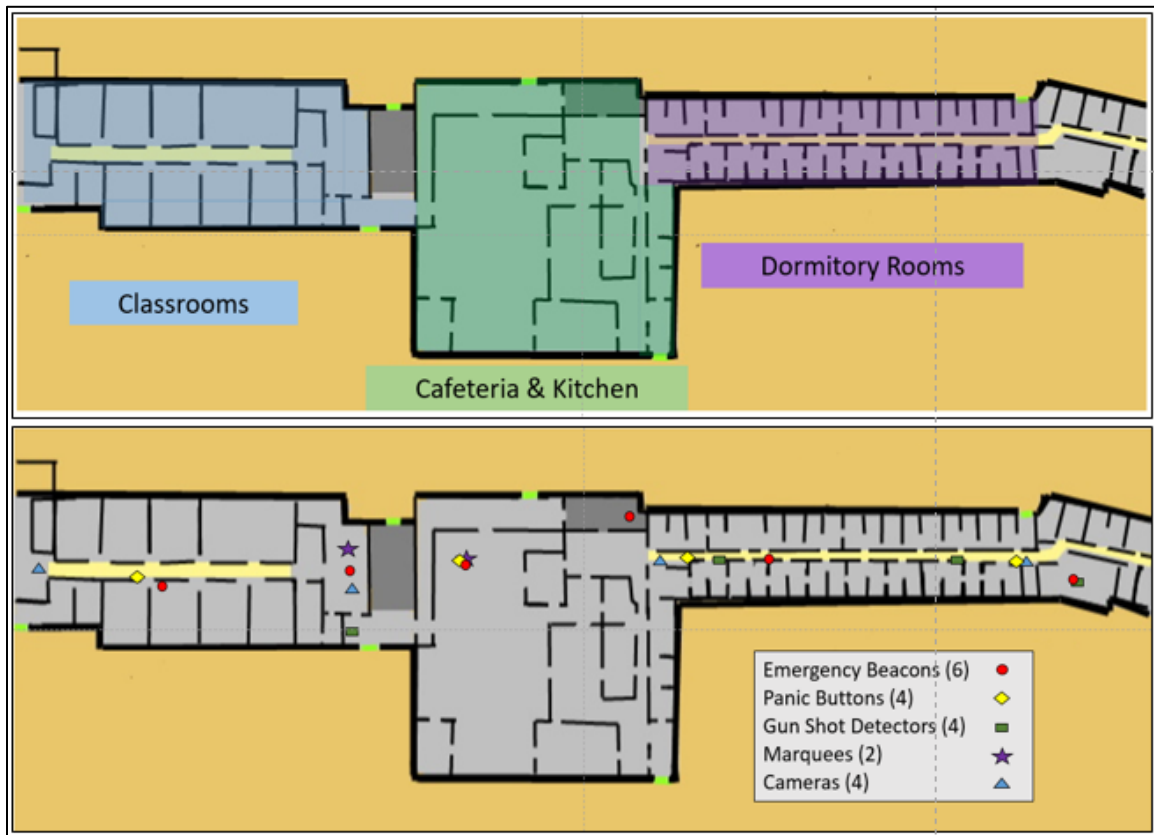 Classrooms
Dormitory Rooms
Cafeteria & Kitchen
Emergency Beacons (6)
Panic Buttons (4)
Gun Shot Detectors (4)
Marquees (2)
Cameras (4)